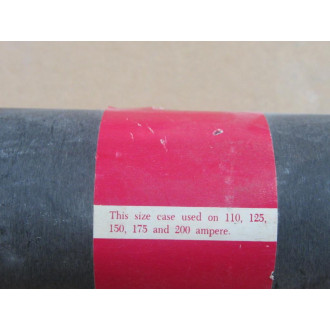 This size case used on 110, 125,
150, 175 and 200 ampere.